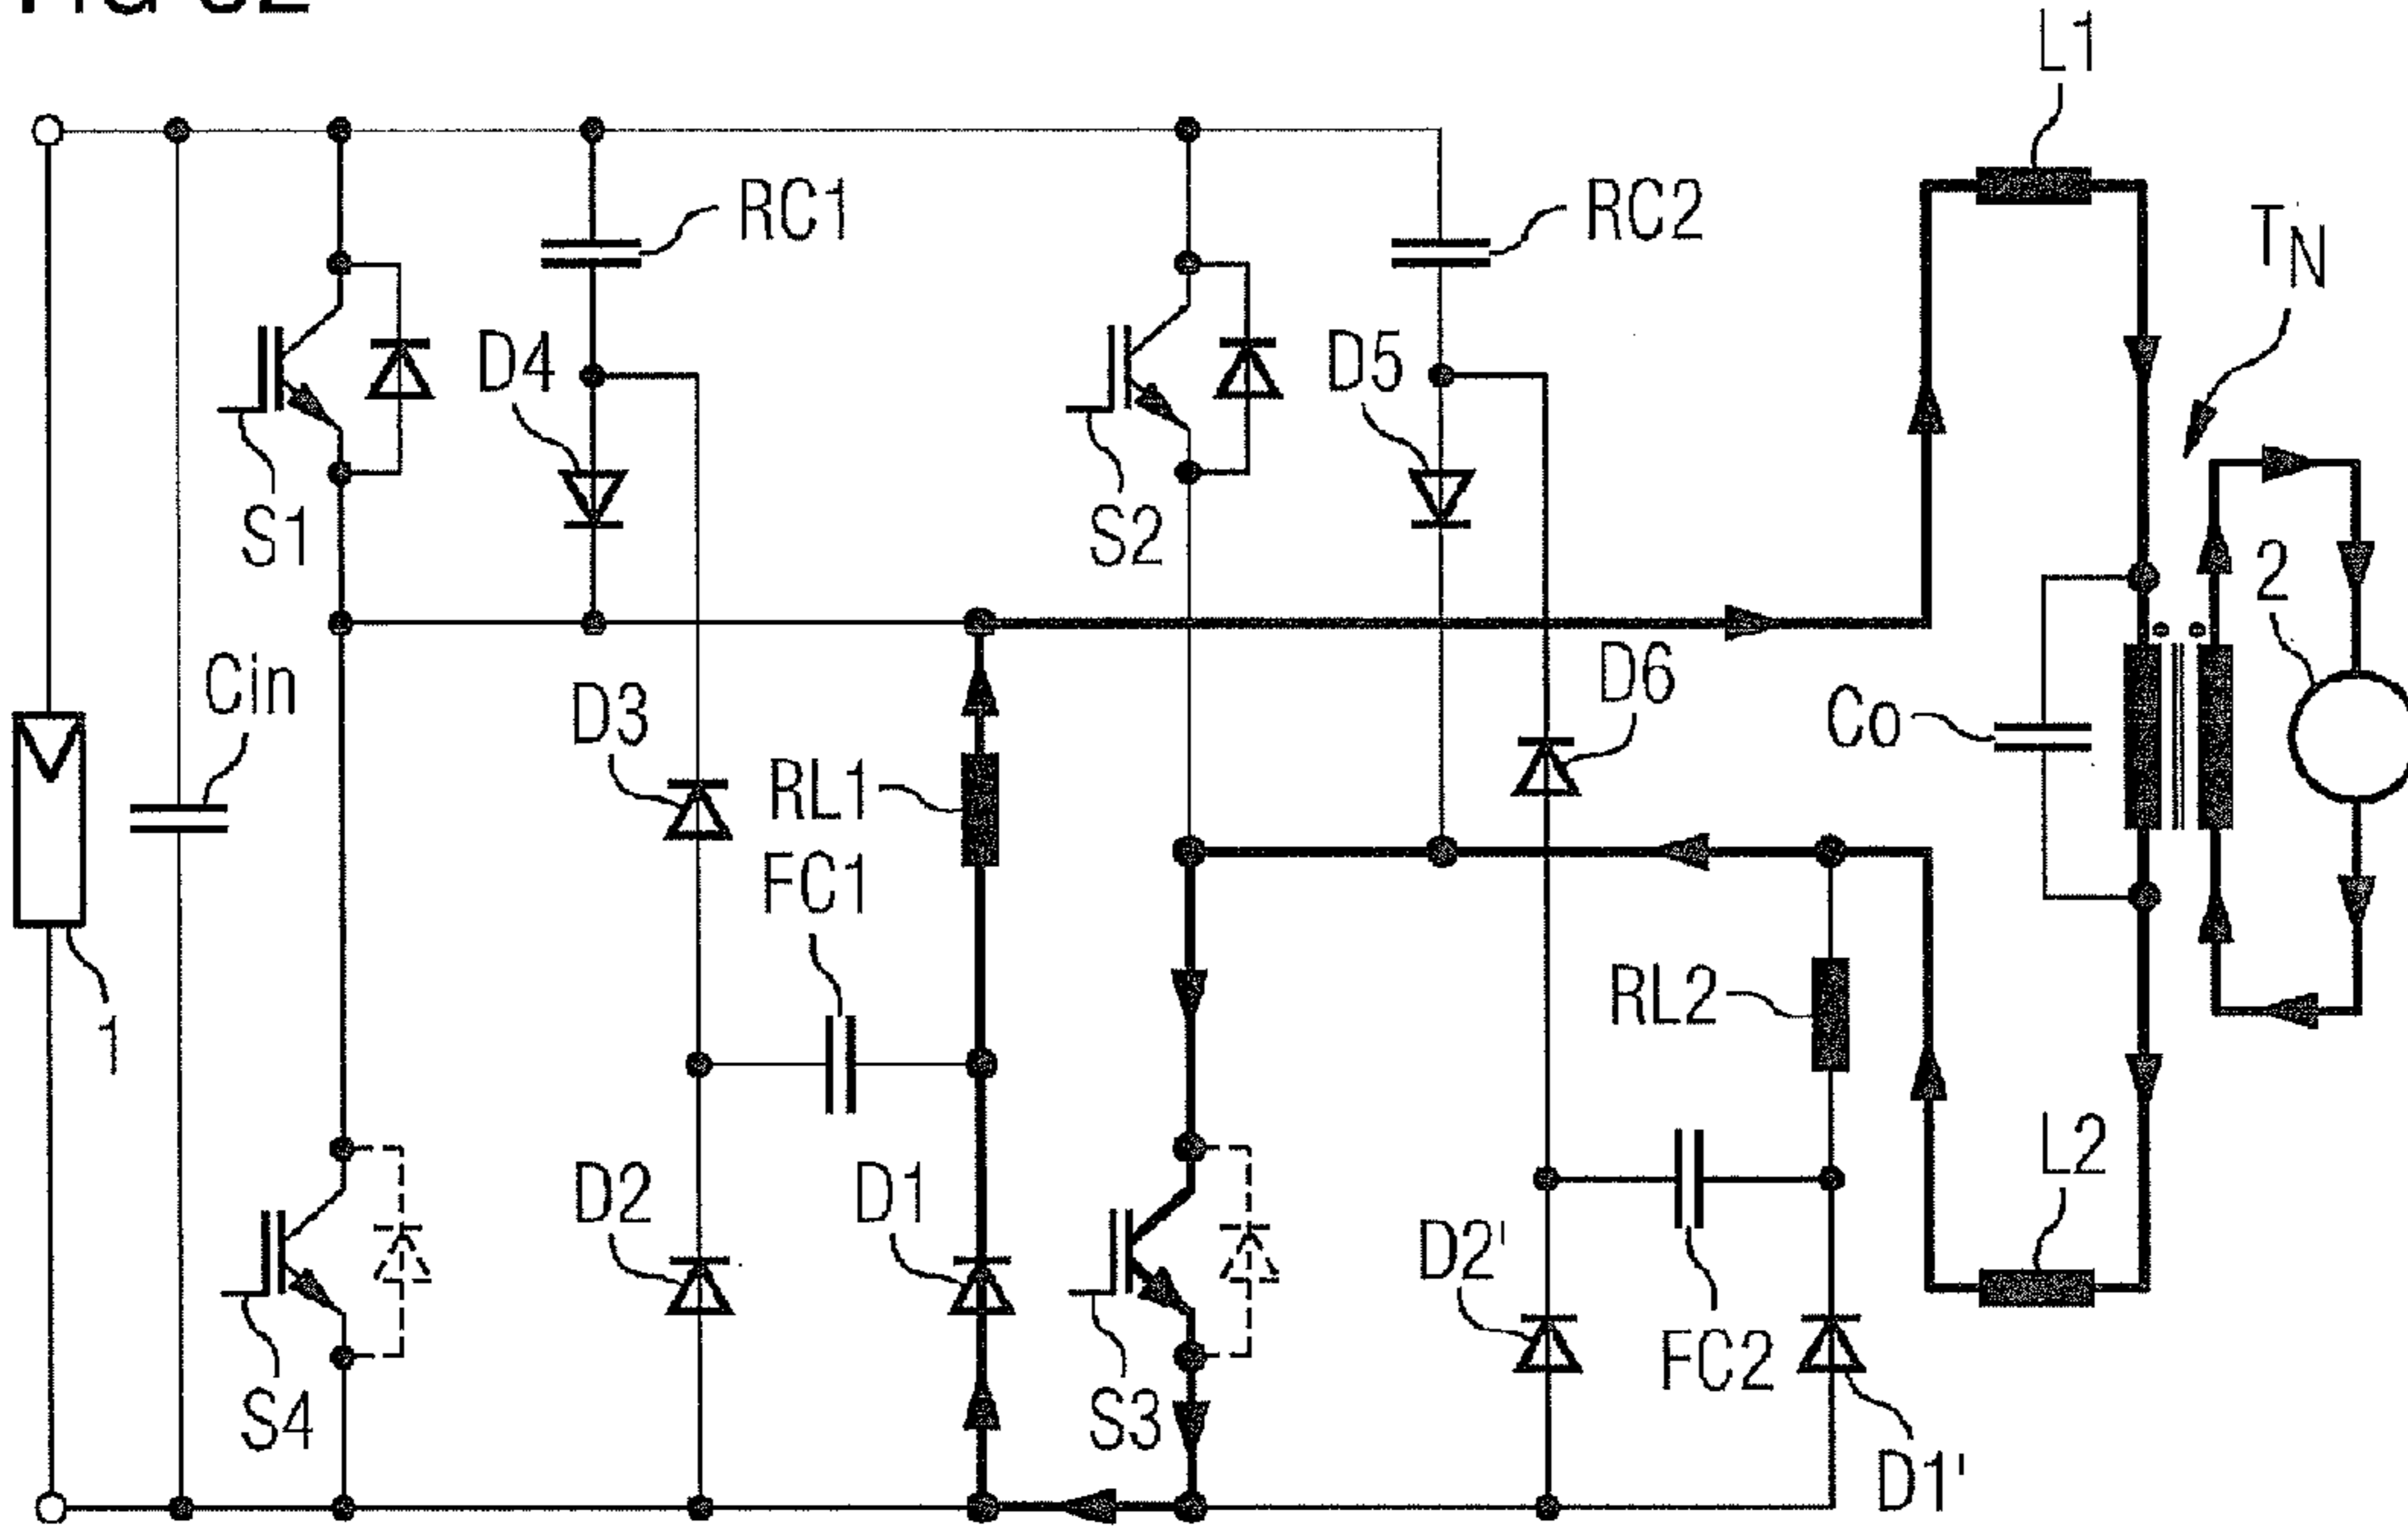 L1
RC1
RC2
TN
D4
D5
S1
S2
2
Cin
D3
D6
RL1
Co
FC1
RL2
1
L2
D2
D1
D2'
FC2
S4
S3
D1'